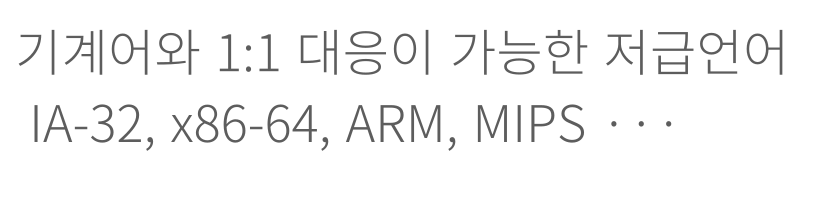 기계어와 1:1 대응이 가능한 저급언어
IA-32, x86-64, ARM, MIPS ···